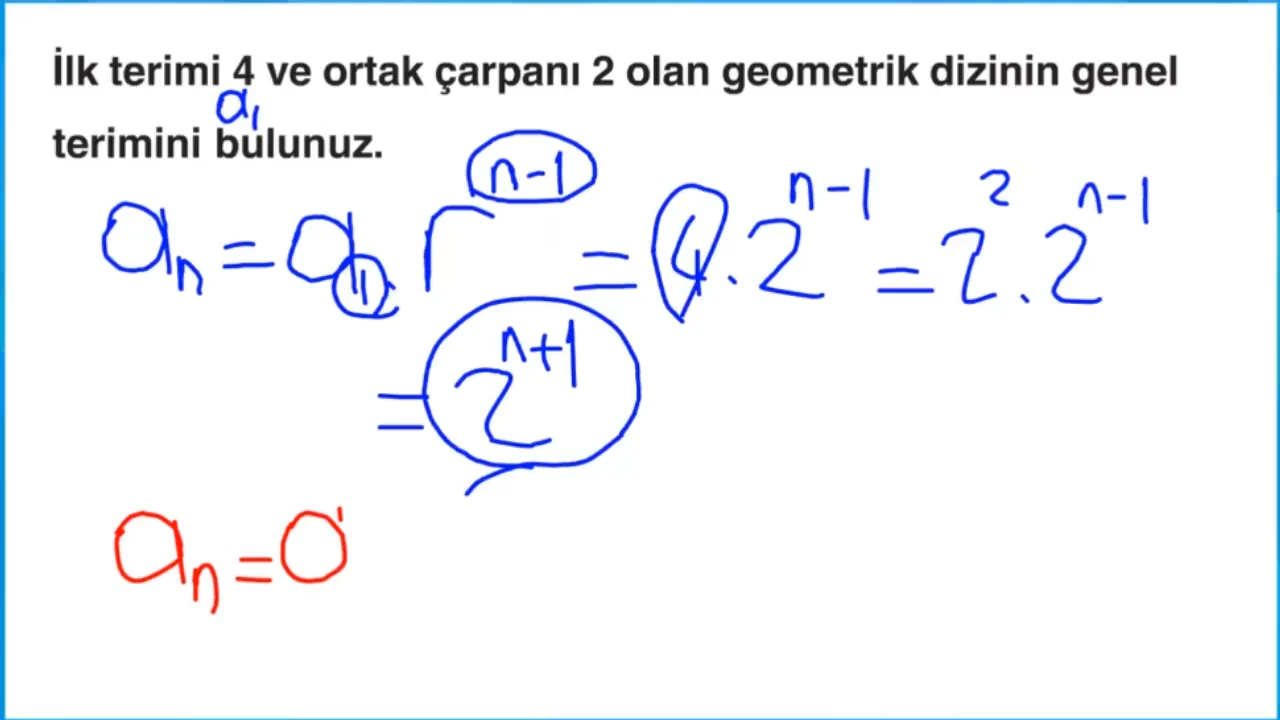 İlk terimi 4 ve ortak çarpanı 2 olan geometrik dizinin genel
a₁
terimini bulunuz.
aₙ = a₁ . r^(n-1) = 4 . 2^(n-1) = 2² . 2^(n-1)
= 2^(n+1)
aₙ =